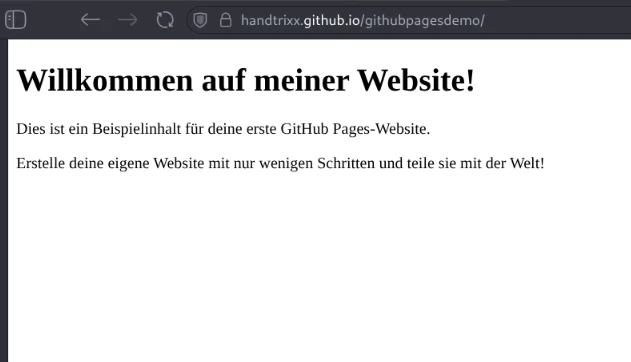 handtrixx.github.io/githubpagesdemo/
Willkommen auf meiner Website!
Dies ist ein Beispielinhalt für deine erste GitHub Pages-Website.
Erstelle deine eigene Website mit nur wenigen Schritten und teile sie mit der Welt!